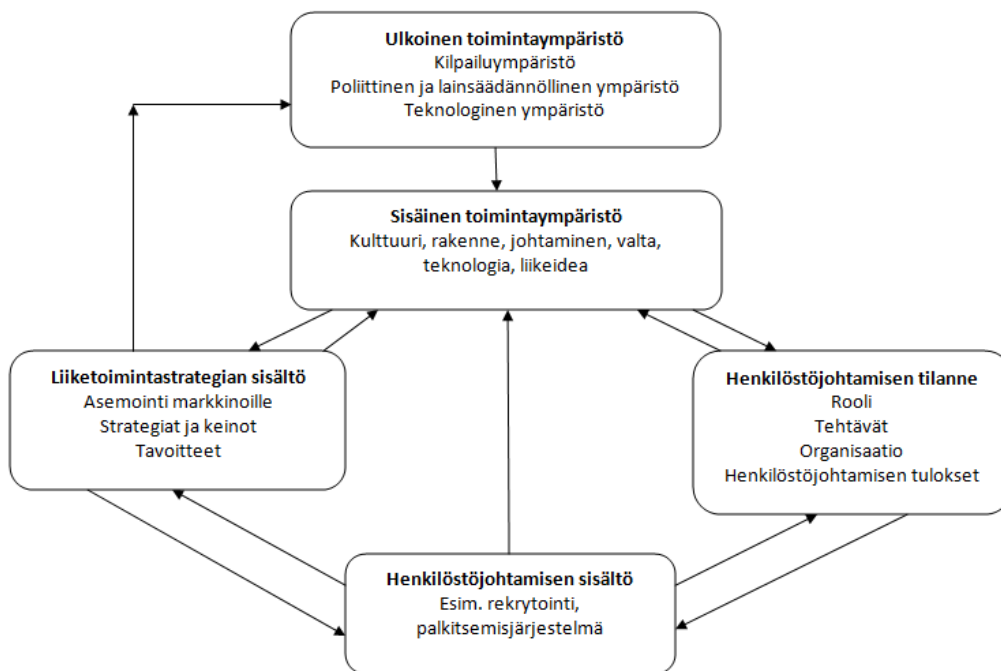 Ulkoinen toimintaympäristö
Kilpailuympäristö
Poliittinen ja lainsäädännöllinen ympäristö
Teknologinen ympäristö
Sisäinen toimintaympäristö
Kulttuuri, rakenne, johtaminen, valta,
teknologia, liikeidea
Liiketoimintastrategian sisältö
Asemointi markkinoille
Strategiat ja keinot
Tavoitteet
Henkilöstöjohtamisen tilanne
Rooli
Tehtävät
Organisaatio
Henkilöstöjohtamisen tulokset
Henkilöstöjohtamisen sisältö
Esim. rekrytointi,
palkitsemisjärjestelmä